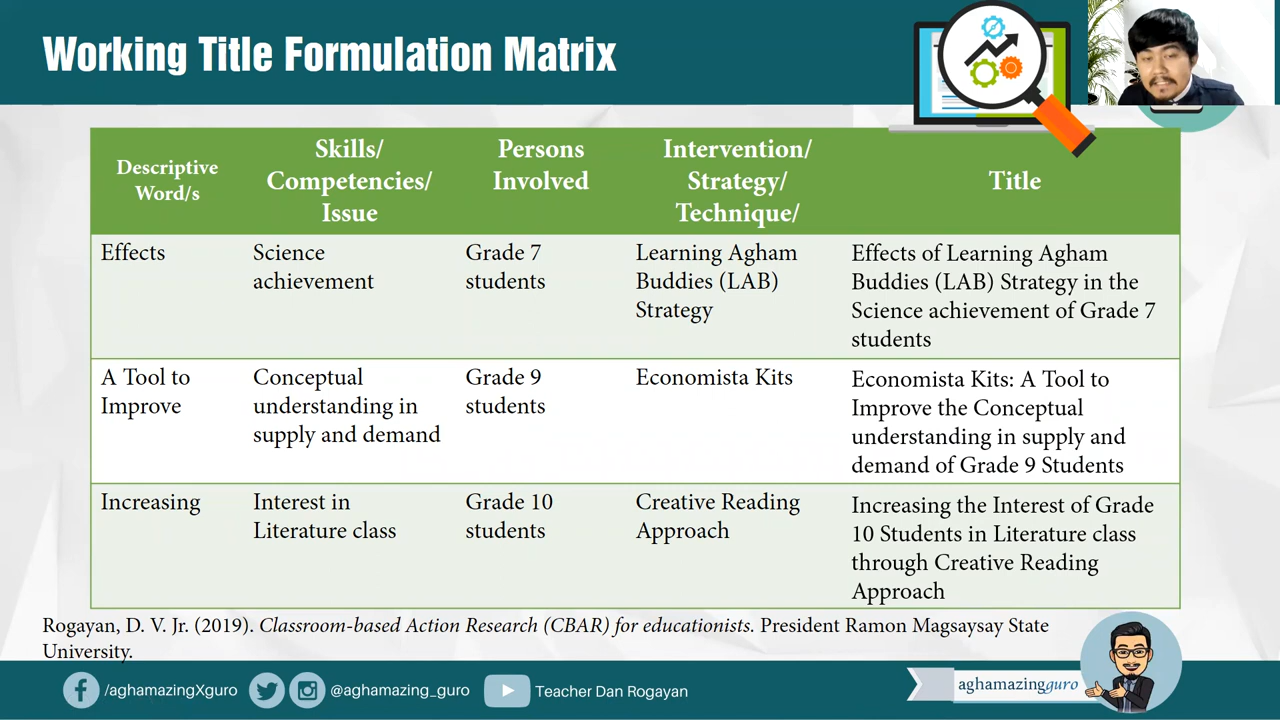 Working Title Formulation Matrix
Descriptive
Word/s
Skills/
Competencies/
Issue
Persons
Involved
Intervention/
Strategy/
Technique/
Title
Effects
Science
achievement
Grade 7
students
Learning Agham
Buddies (LAB)
Strategy
Effects of Learning Agham
Buddies (LAB) Strategy in the
Science achievement of Grade 7
students
A Tool to
Improve
Conceptual
understanding in
supply and demand
Grade 9
students
Economista Kits
Economista Kits: A Tool to
Improve the Conceptual
understanding in supply and
demand of Grade 9 Students
Increasing
Interest in
Literature class
Grade 10
students
Creative Reading
Approach
Increasing the Interest of Grade
10 Students in Literature class
through Creative Reading
Approach
Rogayan, D. V. Jr. (2019). Classroom-based Action Research (CBAR) for educationists. President Ramon Magsaysay State
University.
/aghamazingXguro
@aghamazing_guro
Teacher Dan Rogayan
aghamazingguro